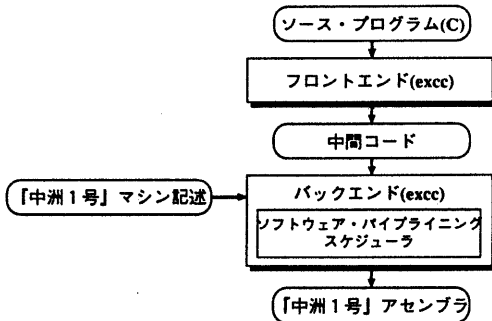 ソース・プログラム(C)
フロントエンド(excc)
中間コード
『中洲1号』マシン記述
バックエンド(excc)
ソフトウェア・パイプライニング
スケジューラ
『中洲1号』アセンブラ